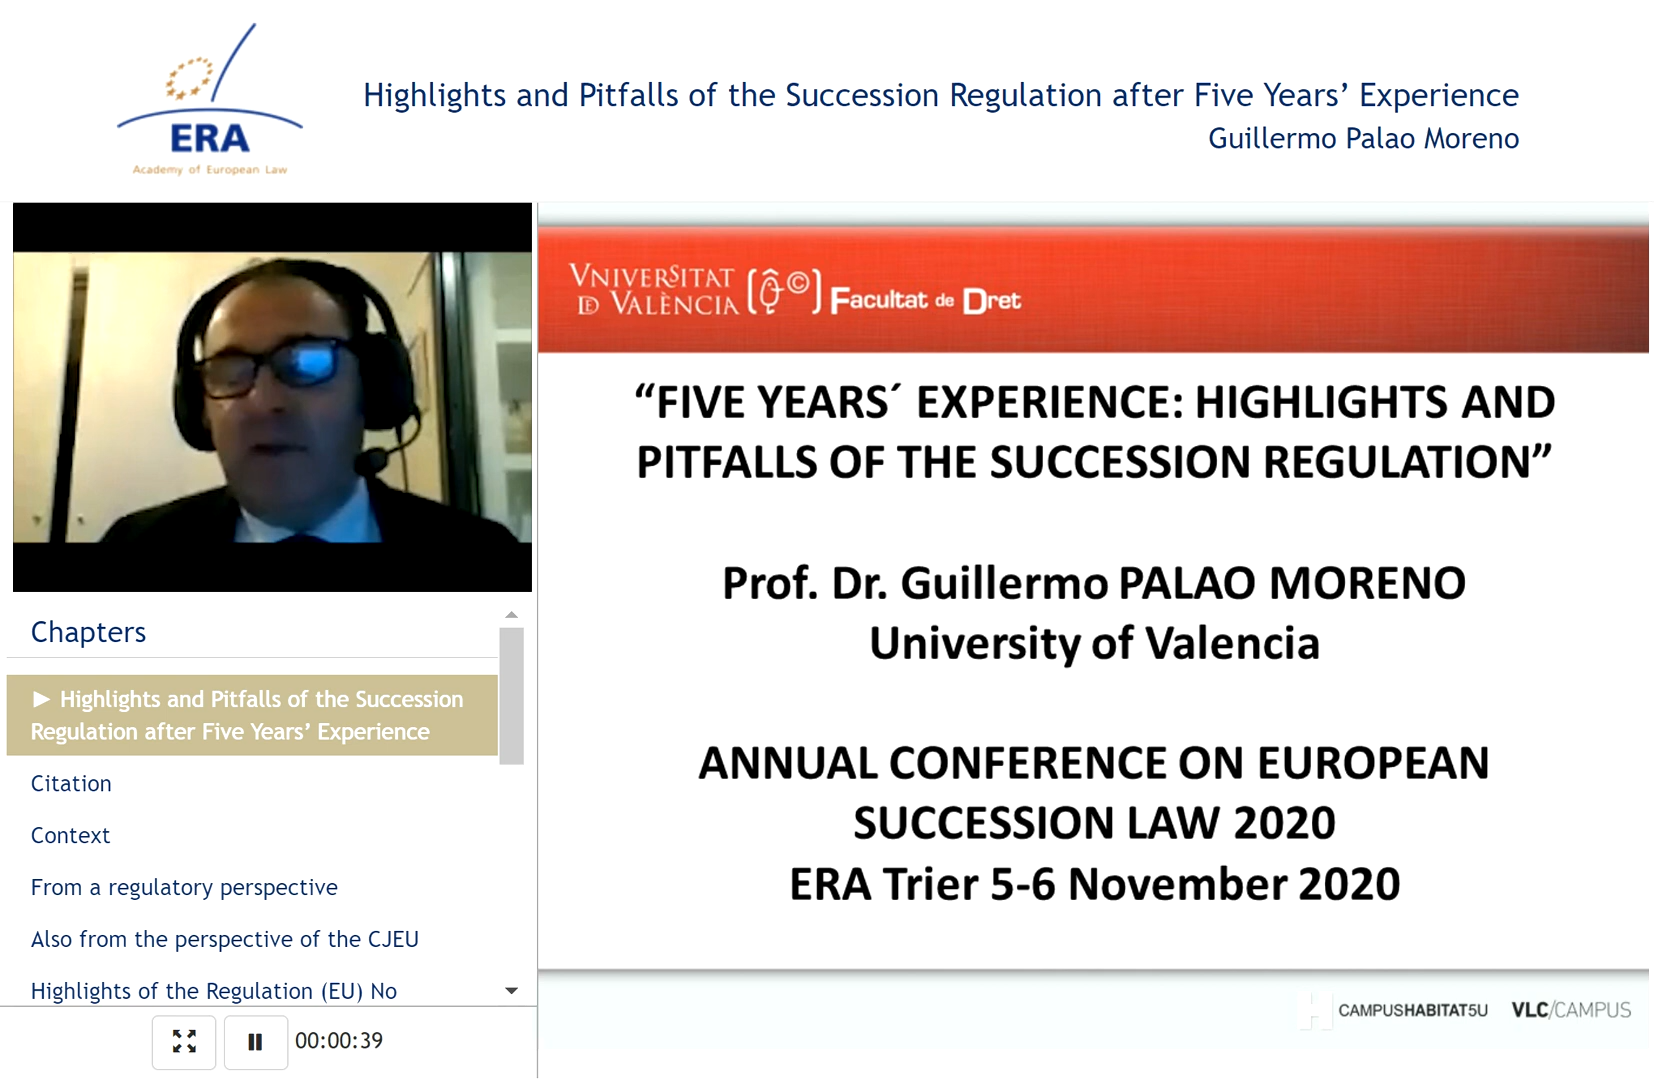 ERA
Academy of European Law
Highlights and Pitfalls of the Succession Regulation after Five Years’ Experience
Guillermo Palao Moreno
VNIVERSITAT
DE VALÈNCIA
Facultat de Dret
“FIVE YEARS´ EXPERIENCE: HIGHLIGHTS AND
PITFALLS OF THE SUCCESSION REGULATION”
Prof. Dr. Guillermo PALAO MORENO
University of Valencia
ANNUAL CONFERENCE ON EUROPEAN
SUCCESSION LAW 2020
ERA Trier 5-6 November 2020
CAMPUSHABITAT5U
VLC/CAMPUS
Chapters
► Highlights and Pitfalls of the Succession
Regulation after Five Years’ Experience
Citation
Context
From a regulatory perspective
Also from the perspective of the CJEU
Highlights of the Regulation (EU) No
00:00:39